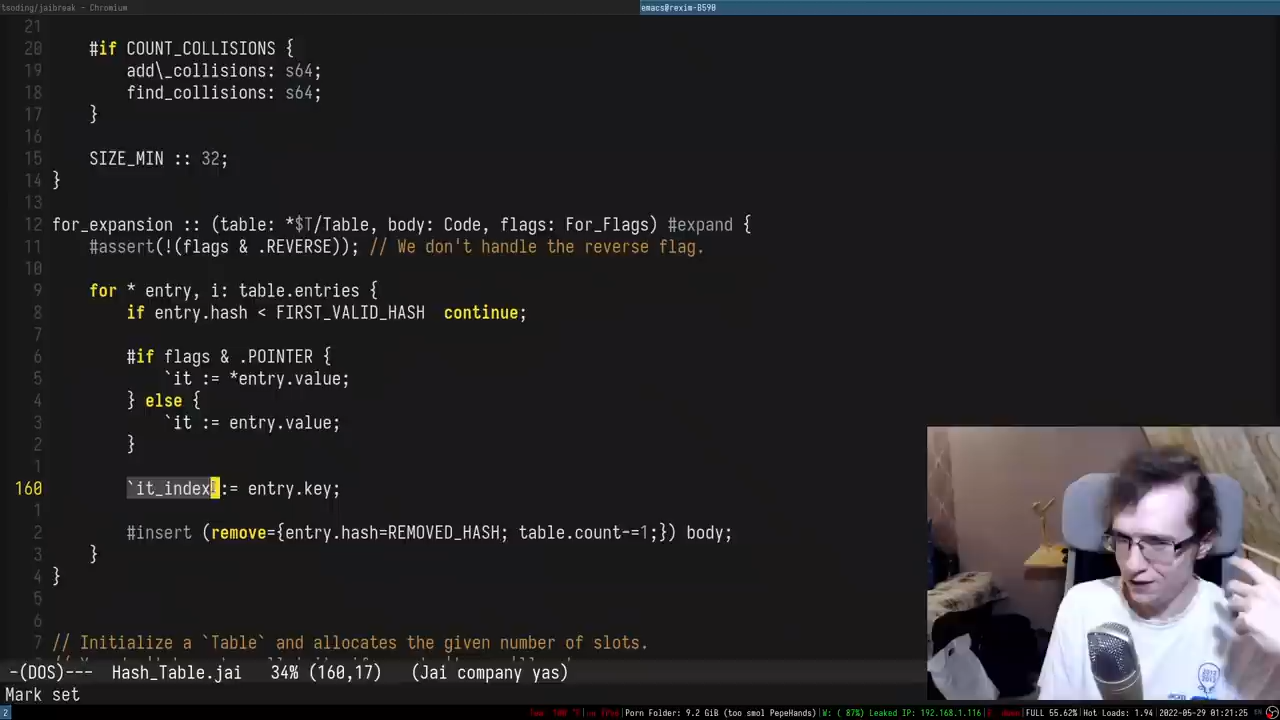 tsoding/jaibreak - Chromium
emacs@rexim-B590
21
20 #if COUNT_COLLISIONS {
19 add\_collisions: s64;
18 find_collisions: s64;
17 }
16
15 SIZE_MIN :: 32;
14 }
13
12 for_expansion :: (table: *$T/Table, body: Code, flags: For_Flags) #expand {
11 #assert(!(flags & .REVERSE)); // We don't handle the reverse flag.
10
9 for * entry, i: table.entries {
8 if entry.hash < FIRST_VALID_HASH  continue;
7
6 #if flags & .POINTER {
5 `it := *entry.value;
4 } else {
3 `it := entry.value;
2 }
1
160 `it_index := entry.key;
1
2 #insert (remove={entry.hash=REMOVED_HASH; table.count-=1;}) body;
3 }
4 }
5
6
7 // Initialize a `Table` and allocates the given number of slots.
-(DOS)--- Hash_Table.jai 34% (160,17) (Jai company yas)
Mark set
2
Porn Folder: 9.2 GiB (too smol PepeHands) W: ( 87%) Leaked IP: 192.168.1.116 FULL 55.62% Hot Loads: 1.94 2022-05-29 01:21:25